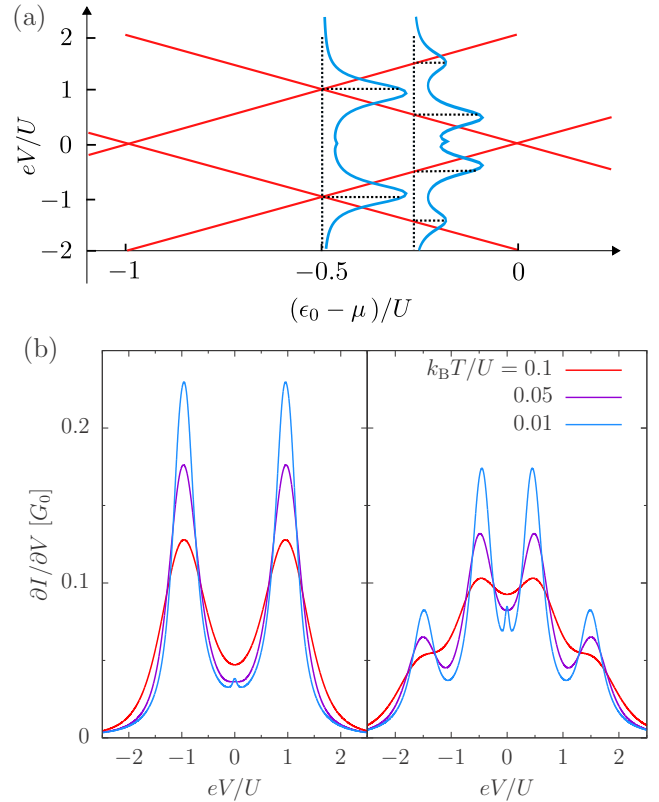 (a)
eV/U
2
1
0
−1
−2
−1
−0.5
0
(ϵ₀ − μ)/U
(b)
∂I/∂V [G₀]
0.2
0.1
0
k_BT/U = 0.1
0.05
0.01
−2 −1 0 1 2
−2 −1 0 1 2
eV/U
eV/U